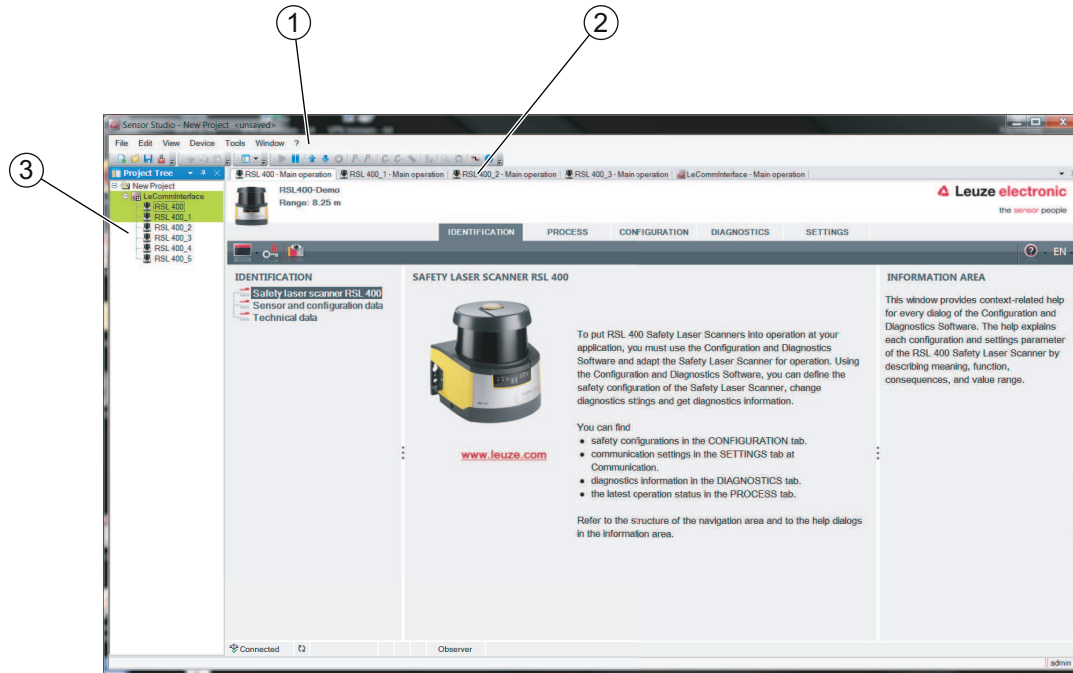 1
2
3
Sensor Studio - New Project <unsaved>
File Edit View Device Tools Window ?
Project Tree
New Project
LeCommInterface
RSL 400
RSL 400_1
RSL 400_2
RSL 400_3
RSL 400_4
RSL 400_5
RSL 400 - Main operation RSL 400_1 - Main operation RSL 400_2 - Main operation RSL 400_3 - Main operation LeCommInterface - Main operation
RSL400-Demo
Range: 8.25 m
Leuze electronic
the sensor people
IDENTIFICATION PROCESS CONFIGURATION DIAGNOSTICS SETTINGS
? - EN -
IDENTIFICATION
Safety laser scanner RSL 400
Sensor and configuration data
Technical data
SAFETY LASER SCANNER RSL 400
www.leuze.com
To put RSL 400 Safety Laser Scanners into operation at your
application, you must use the Configuration and Diagnostics
Software and adapt the Safety Laser Scanner for operation. Using
the Configuration and Diagnostics Software, you can define the
safety configuration of the Safety Laser Scanner, change
diagnostics sttings and get diagnostics information.
You can find
• safety configurations in the CONFIGURATION tab.
• communication settings in the SETTINGS tab at
Communication.
• diagnostics information in the DIAGNOSTICS tab.
• the latest operation status in the PROCESS tab.
Refer to the structure of the navigation area and to the help dialogs
in the information area.
INFORMATION AREA
This window provides context-related help
for every dialog of the Configuration and
Diagnostics Software. The help explains
each configuration and settings parameter
of the RSL 400 Safety Laser Scanner by
describing meaning, function,
consequences, and value range.
Connected Observer
admin